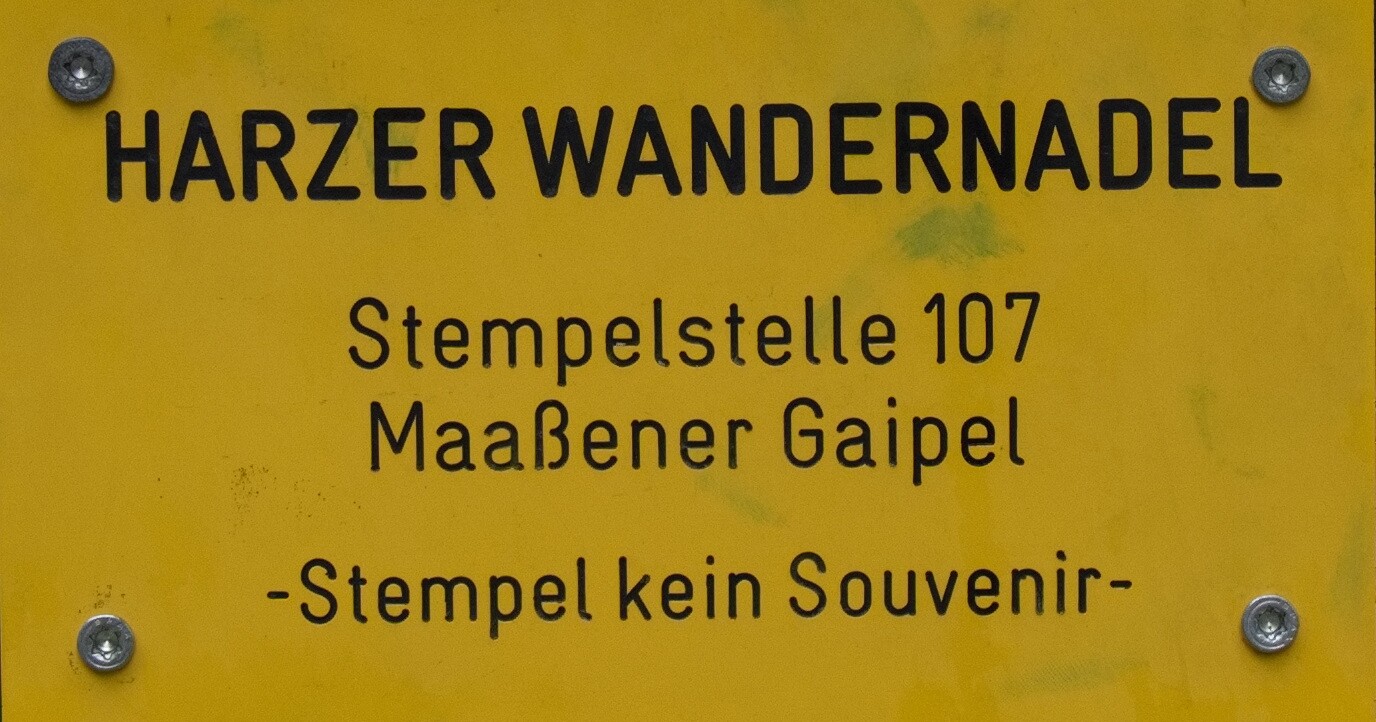 HARZER WANDERNADEL
Stempelstelle 107
Maaßener Gaipel
-Stempel kein Souvenir-